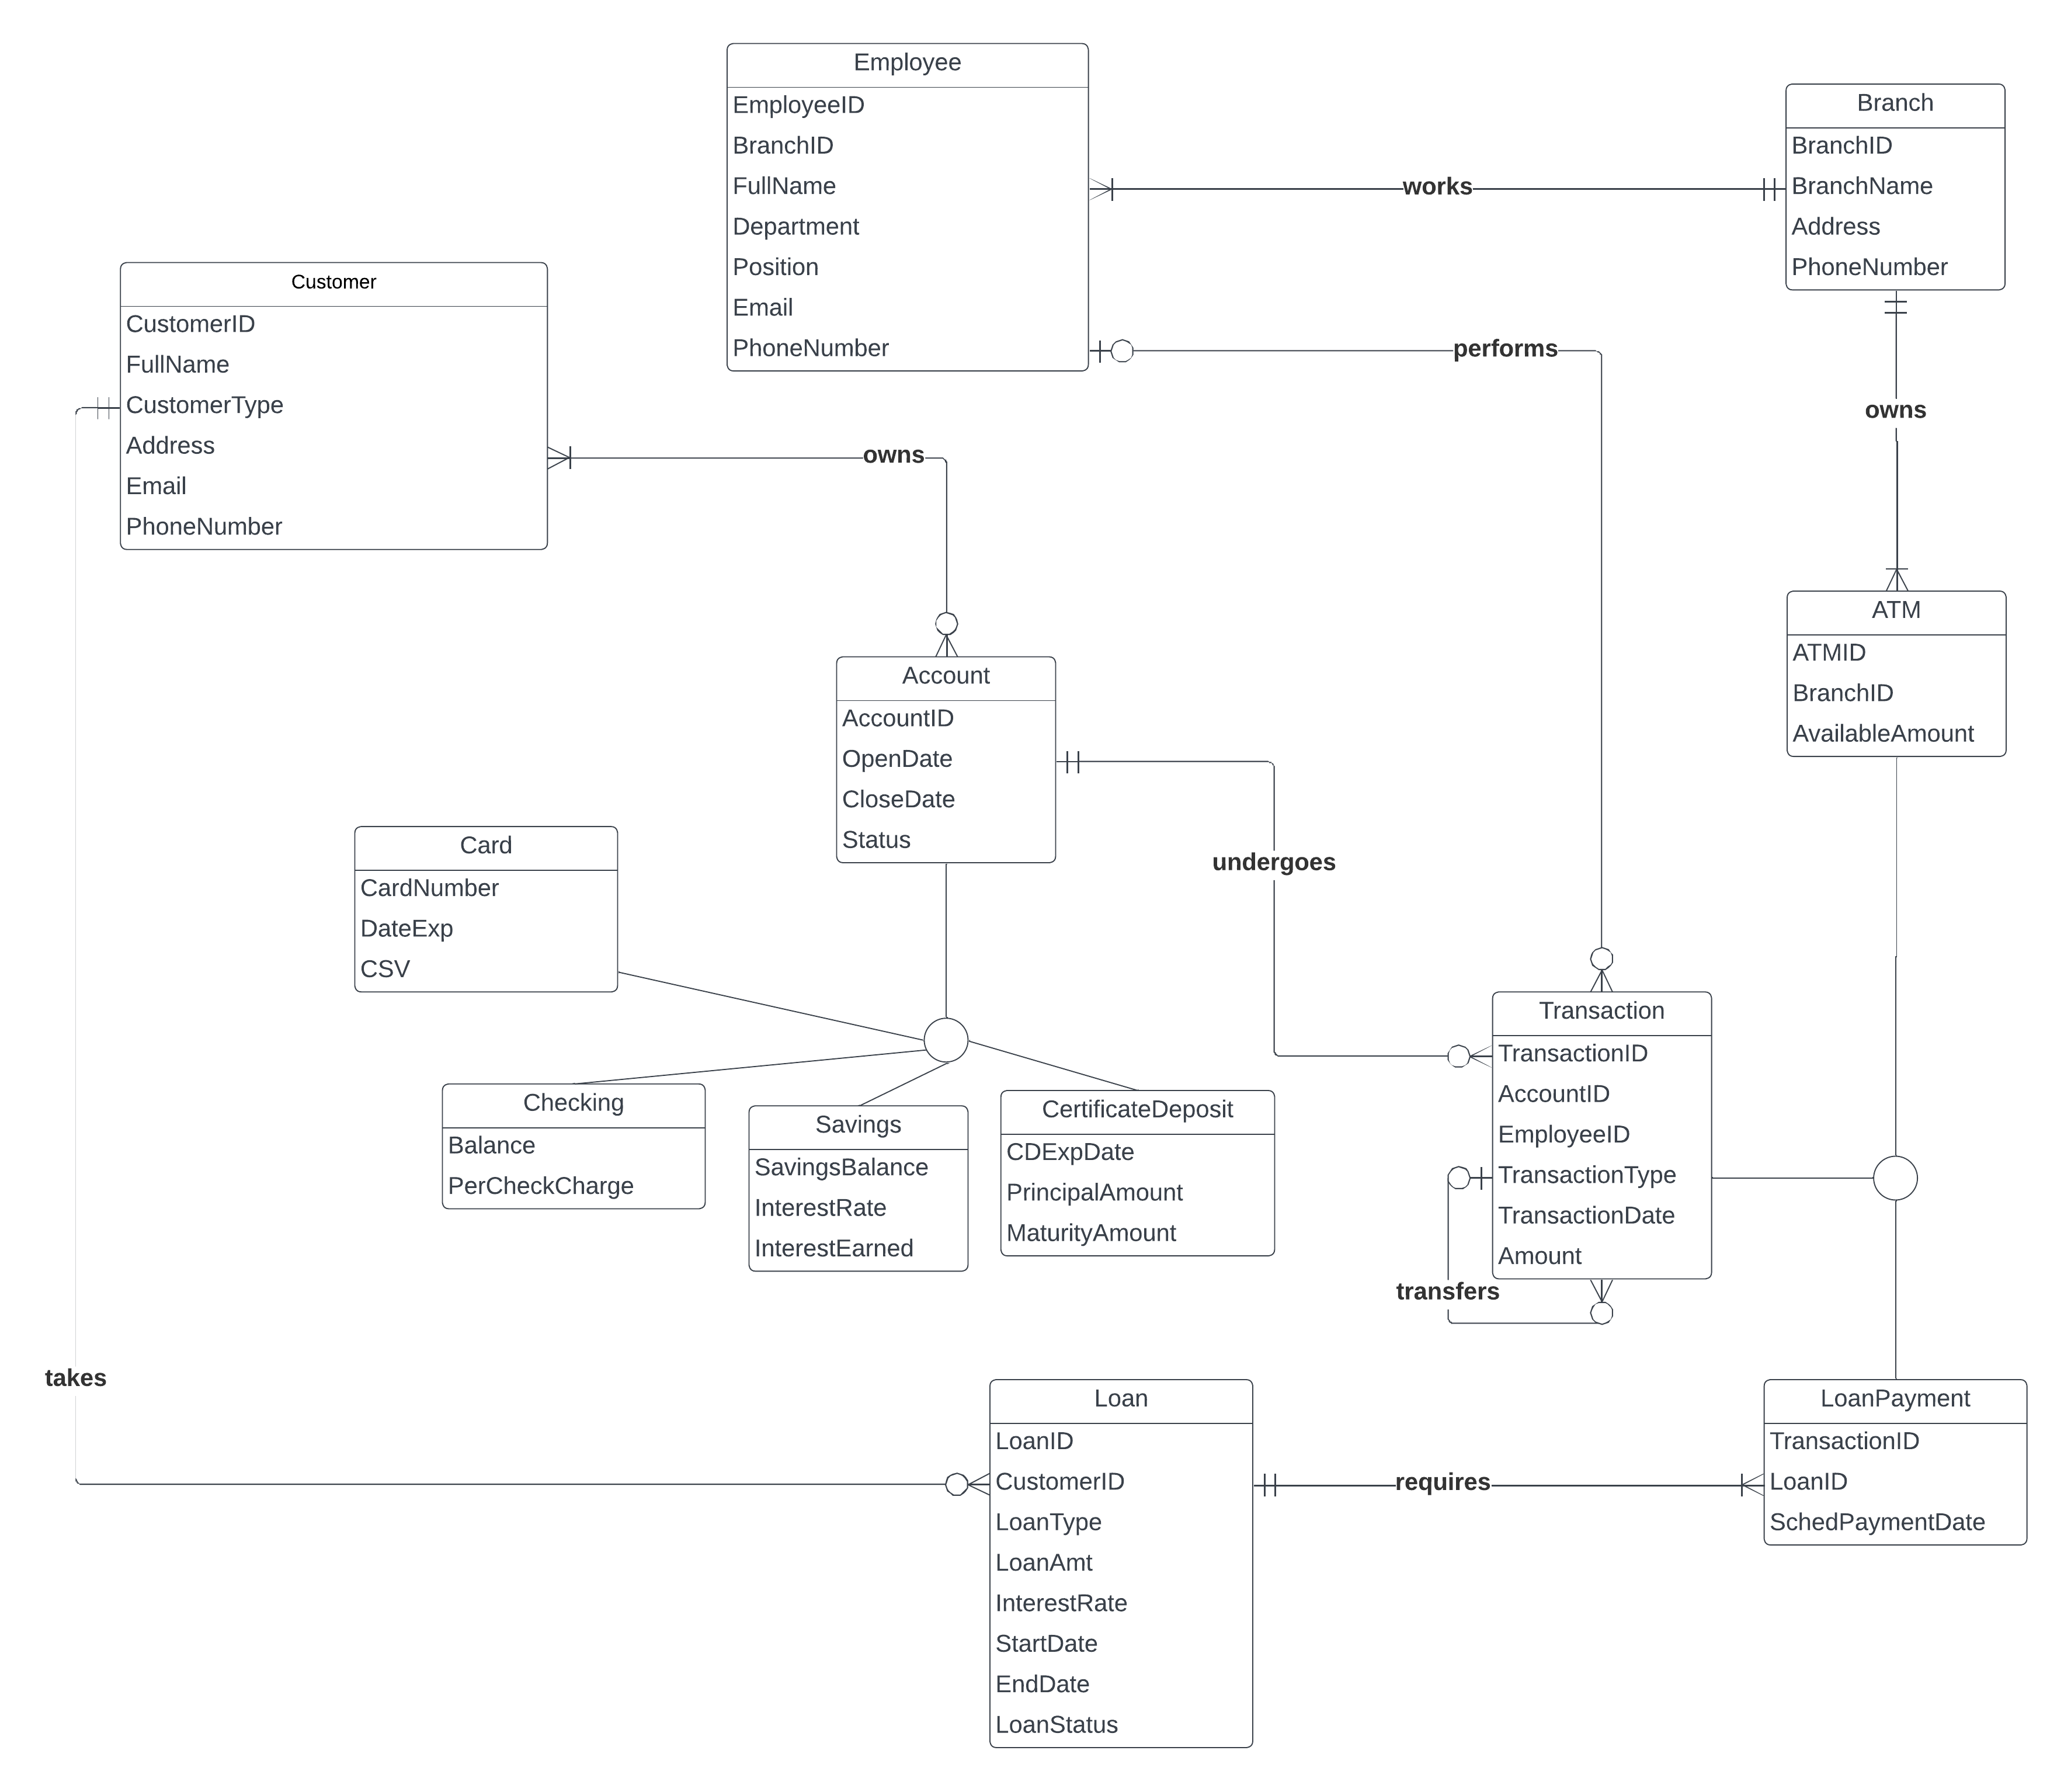 Employee
EmployeeID
BranchID
FullName
Department
Position
Email
PhoneNumber
Branch
BranchID
BranchName
Address
PhoneNumber
works
performs
owns
Customer
CustomerID
FullName
CustomerType
Address
Email
PhoneNumber
owns
ATM
ATMID
BranchID
AvailableAmount
Account
AccountID
OpenDate
CloseDate
Status
undergoes
Card
CardNumber
DateExp
CSV
Checking
Balance
PerCheckCharge
Savings
SavingsBalance
InterestRate
InterestEarned
CertificateDeposit
CDExpDate
PrincipalAmount
MaturityAmount
Transaction
TransactionID
AccountID
EmployeeID
TransactionType
TransactionDate
Amount
transfers
takes
Loan
LoanID
CustomerID
LoanType
LoanAmt
InterestRate
StartDate
EndDate
LoanStatus
requires
LoanPayment
TransactionID
LoanID
SchedPaymentDate